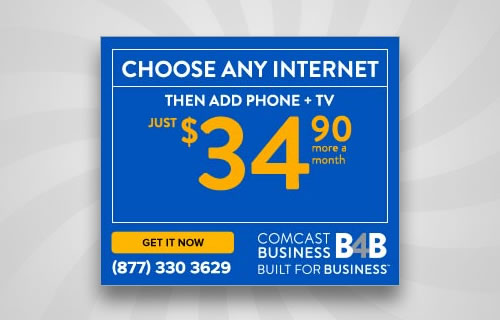 CHOOSE ANY INTERNET
THEN ADD PHONE + TV
JUST $34 90
more a
month
GET IT NOW
(877) 330 3629
COMCAST
BUSINESS B4B
BUILT FOR BUSINESS™